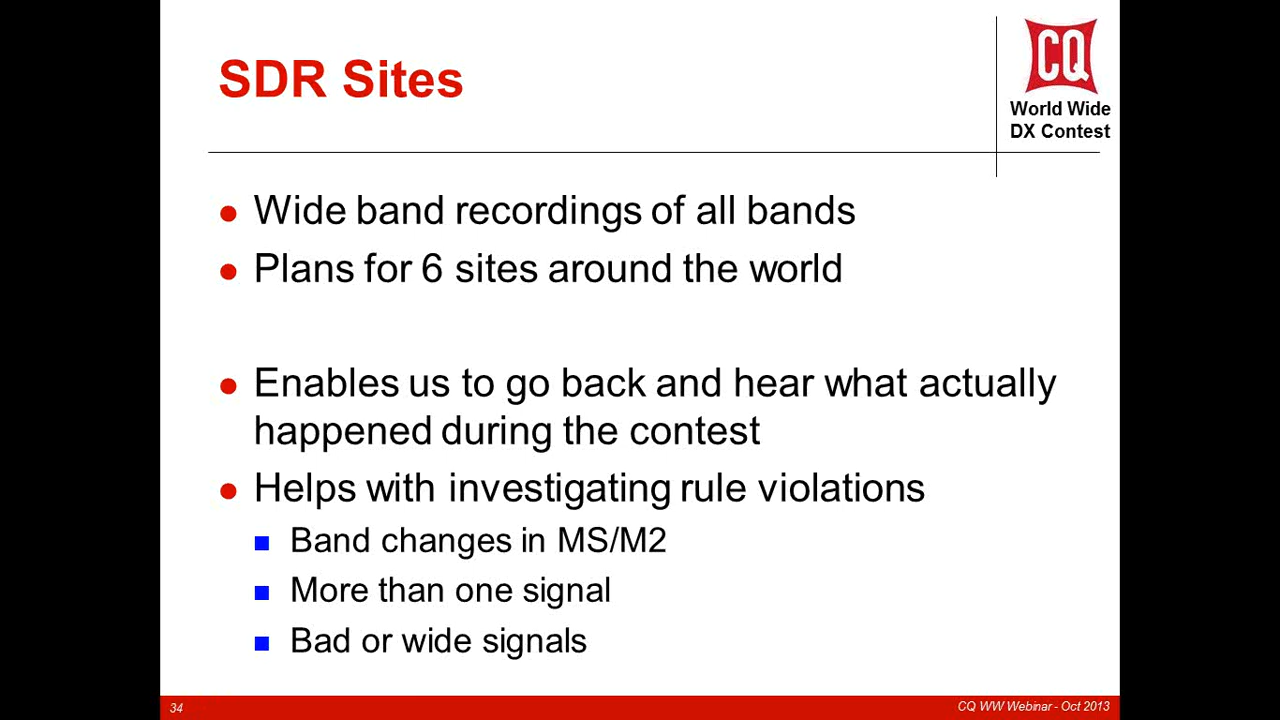 SDR Sites
CQ
World Wide
DX Contest
Wide band recordings of all bands
Plans for 6 sites around the world
Enables us to go back and hear what actually
happened during the contest
Helps with investigating rule violations
Band changes in MS/M2
More than one signal
Bad or wide signals
34
CQ WW Webinar - Oct 2013